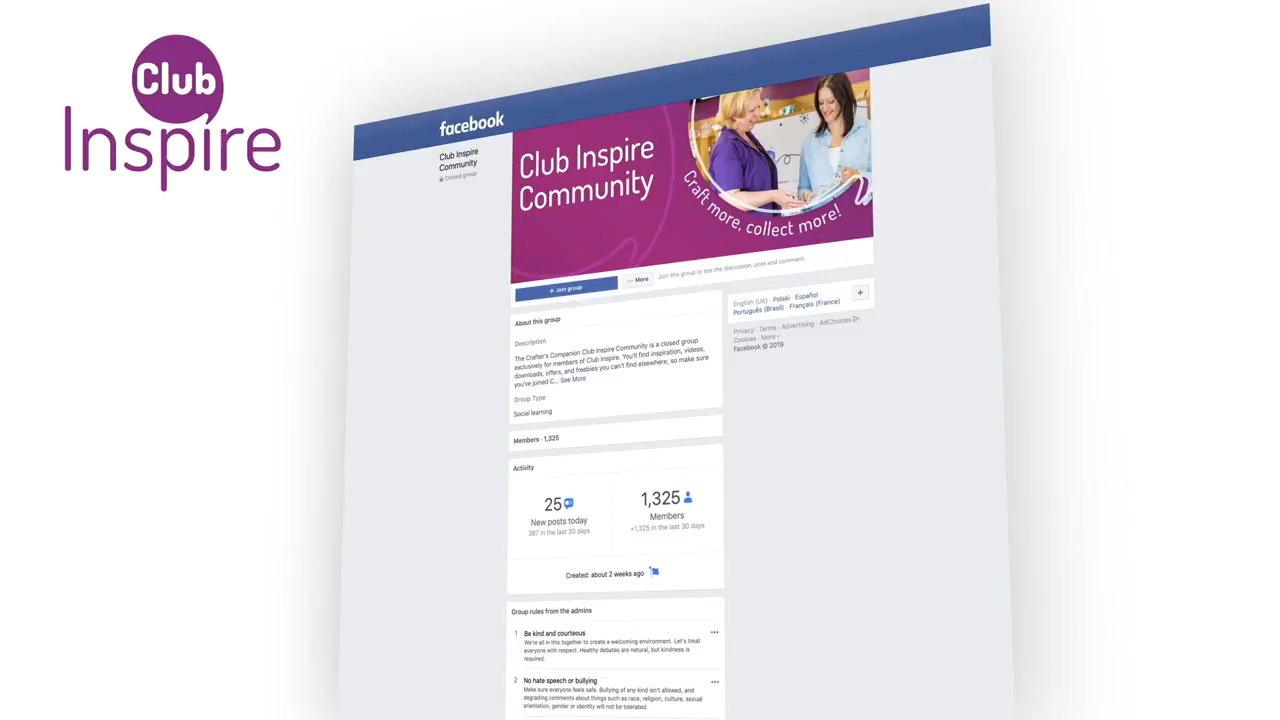 Club
Inspire
facebook
Club Inspire
Community
Closed group
Club Inspire
Community
Craft more, collect more!
+ Join group
··· More
Join this group to see the discussion, post and comment.
About this group
Description
The Crafter's Companion Club Inspire Community is a closed group
exclusively for members of Club Inspire. You'll find inspiration, videos,
downloads, offers, and freebies you can't find elsewhere, so make sure
you've joined C... See More
Group Type
Social learning
Members · 1,325
Activity
25
New posts today
387 in the last 30 days
1,325
Members
+1,325 in the last 30 days
Created: about 2 weeks ago
Group rules from the admins
1 Be kind and courteous
We're all in this together to create a welcoming environment. Let's treat
everyone with respect. Healthy debates are natural, but kindness is
required.
2 No hate speech or bullying
Make sure everyone feels safe. Bullying of any kind isn't allowed, and
degrading comments about things such as race, religion, culture, sexual
orientation, gender or identity will not be tolerated.
English (UK) · Polski · Español ·
Português (Brasil) · Français (France)
+
Privacy · Terms · Advertising · AdChoices ·
Cookies · More
Facebook © 2019